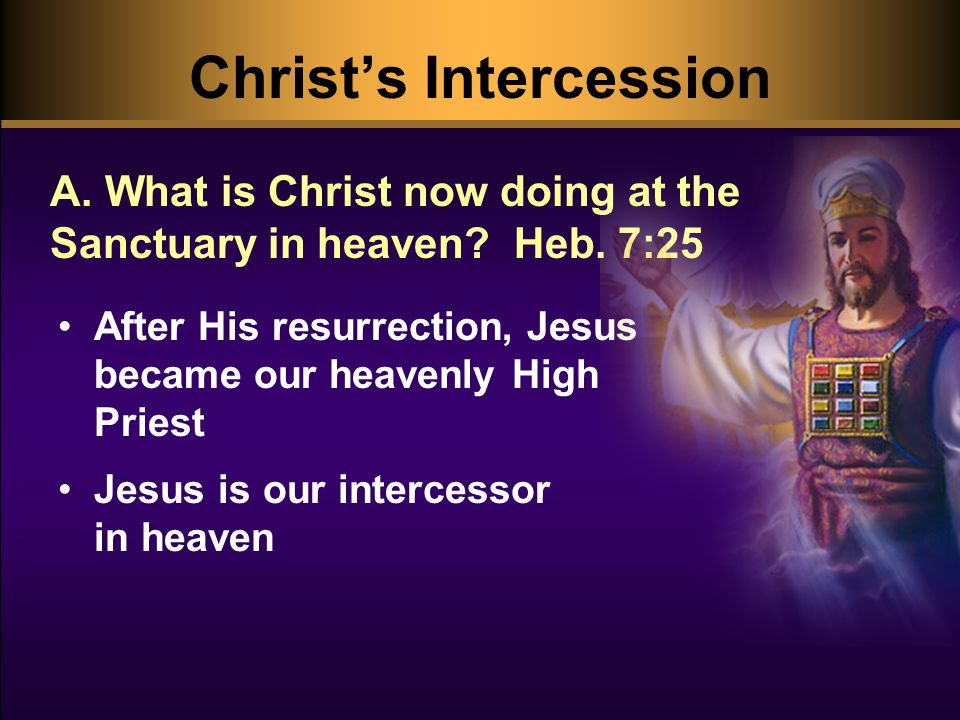 Christ’s Intercession
A. What is Christ now doing at the
Sanctuary in heaven?  Heb. 7:25
• After His resurrection, Jesus
became our heavenly High
Priest
• Jesus is our intercessor
in heaven